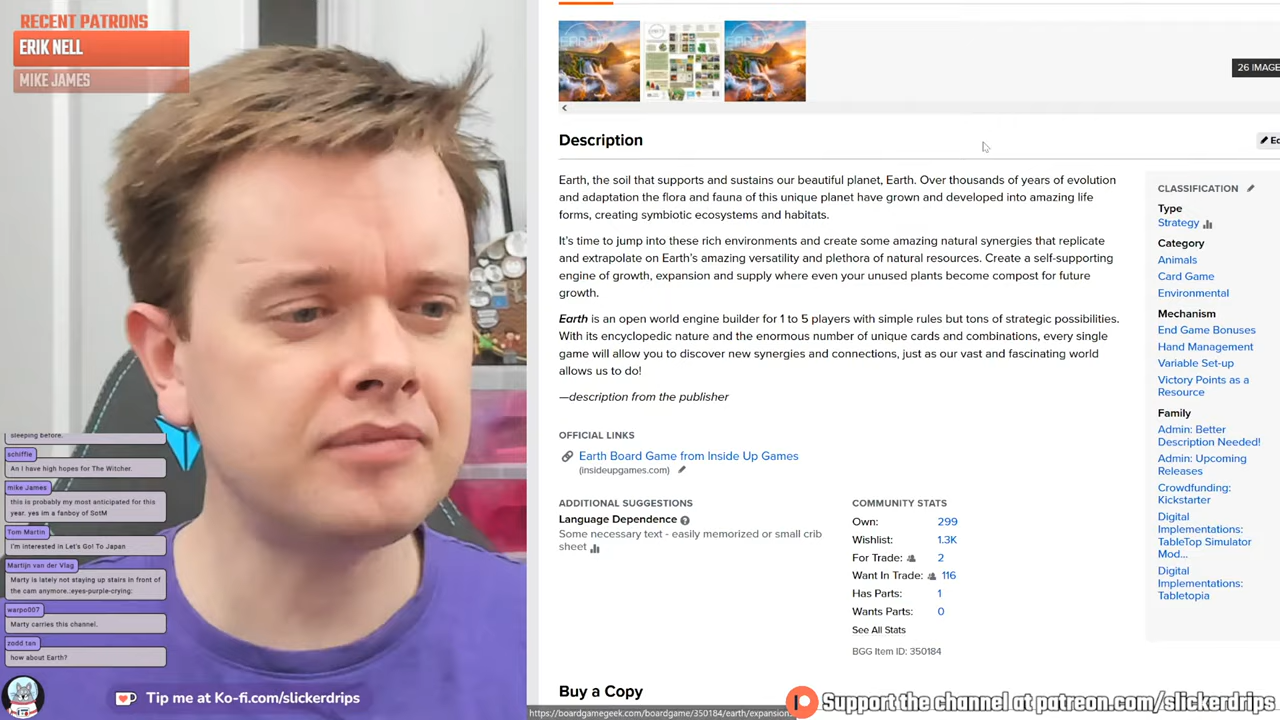 RECENT PATRONS
ERIK NELL
MIKE JAMES
sleeping before.
schiffie
An I have high hopes for The Witcher.
mike James
this is probably my most anticipated for this
year. yes im a fanboy of SotM
Tom Martin
I'm interested in Let's Go! To Japan
Martijn van der Vlag
Marty is lately not staying up stairs in front of
the cam anymore.:eyes-purple-crying:
warpo007
Marty carries this channel.
zodd tan
how about Earth?
Tip me at Ko-fi.com/slickerdrips
EARTH
EARTH
26 IMAGE
Description
Ed
Earth, the soil that supports and sustains our beautiful planet, Earth. Over thousands of years of evolution
and adaptation the flora and fauna of this unique planet have grown and developed into amazing life
forms, creating symbiotic ecosystems and habitats.
It's time to jump into these rich environments and create some amazing natural synergies that replicate
and extrapolate on Earth's amazing versatility and plethora of natural resources. Create a self-supporting
engine of growth, expansion and supply where even your unused plants become compost for future
growth.
Earth is an open world engine builder for 1 to 5 players with simple rules but tons of strategic possibilities.
With its encyclopedic nature and the enormous number of unique cards and combinations, every single
game will allow you to discover new synergies and connections, just as our vast and fascinating world
allows us to do!
—description from the publisher
OFFICIAL LINKS
Earth Board Game from Inside Up Games
(insideupgames.com)
ADDITIONAL SUGGESTIONS
Language Dependence
Some necessary text - easily memorized or small crib
sheet
COMMUNITY STATS
Own: 299
Wishlist: 1.3K
For Trade: 2
Want In Trade: 116
Has Parts: 1
Wants Parts: 0
See All Stats
BGG Item ID: 350184
CLASSIFICATION
Type
Strategy
Category
Animals
Card Game
Environmental
Mechanism
End Game Bonuses
Hand Management
Variable Set-up
Victory Points as a
Resource
Family
Admin: Better
Description Needed!
Admin: Upcoming
Releases
Crowdfunding:
Kickstarter
Digital
Implementations:
TableTop Simulator
Mod...
Digital
Implementations:
Tabletopia
Buy a Copy
https://boardgamegeek.com/boardgame/350184/earth/expansion
Support the channel at patreon.com/slickerdrips